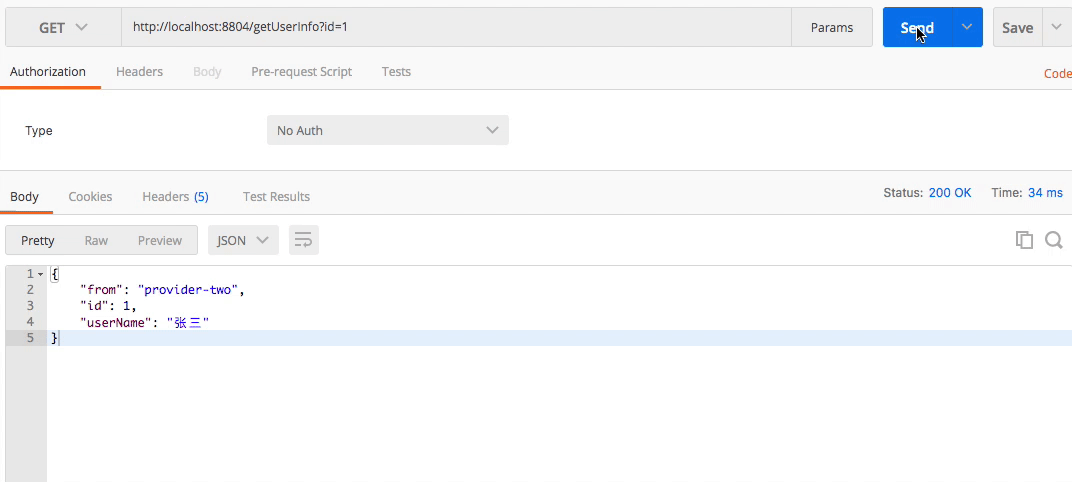 GET http://localhost:8804/getUserInfo?id=1 Params Send Save
Authorization Headers Body Pre-request Script Tests Code
Type No Auth
Body Cookies Headers (5) Test Results Status: 200 OK Time: 34 ms
Pretty Raw Preview JSON
1 {
2 "from": "provider-two",
3 "id": 1,
4 "userName": "张三"
5 }